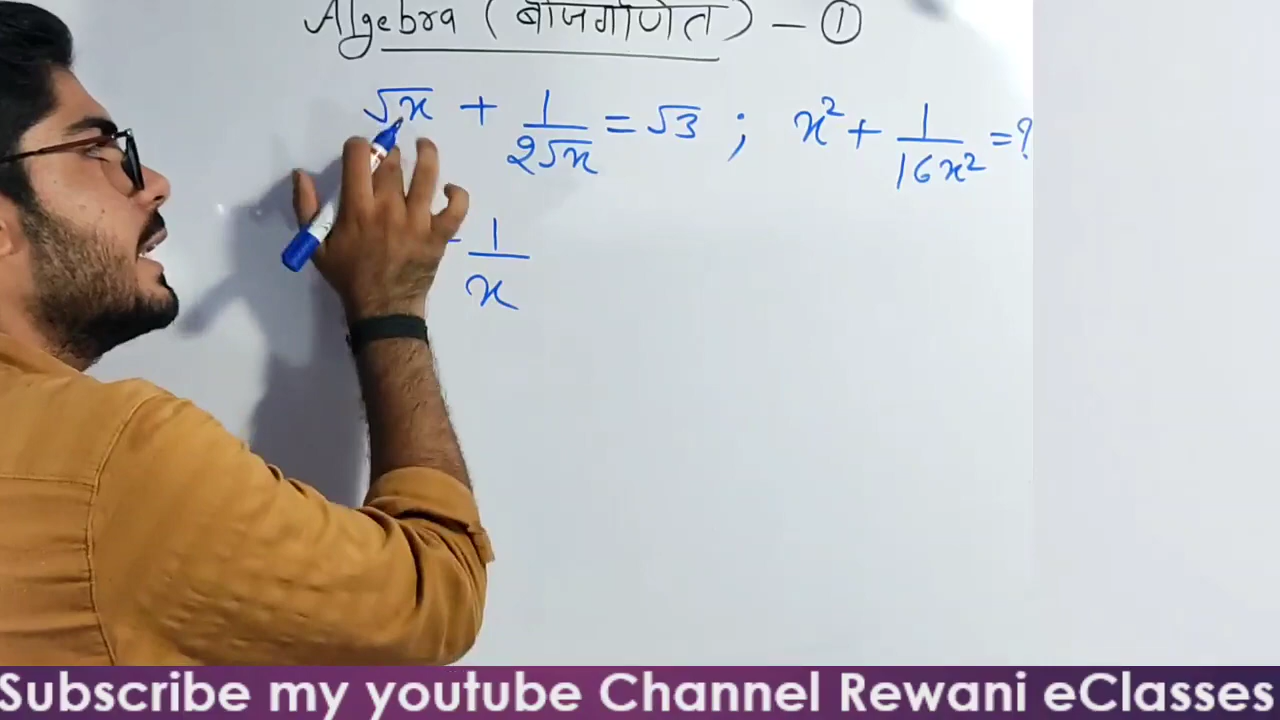 Algebra (बीजगणित) – ①
√x + 1/(2√x) = √3 ; x² + 1/(16x²) = ?
1/x
Subscribe my youtube Channel Rewani eClasses